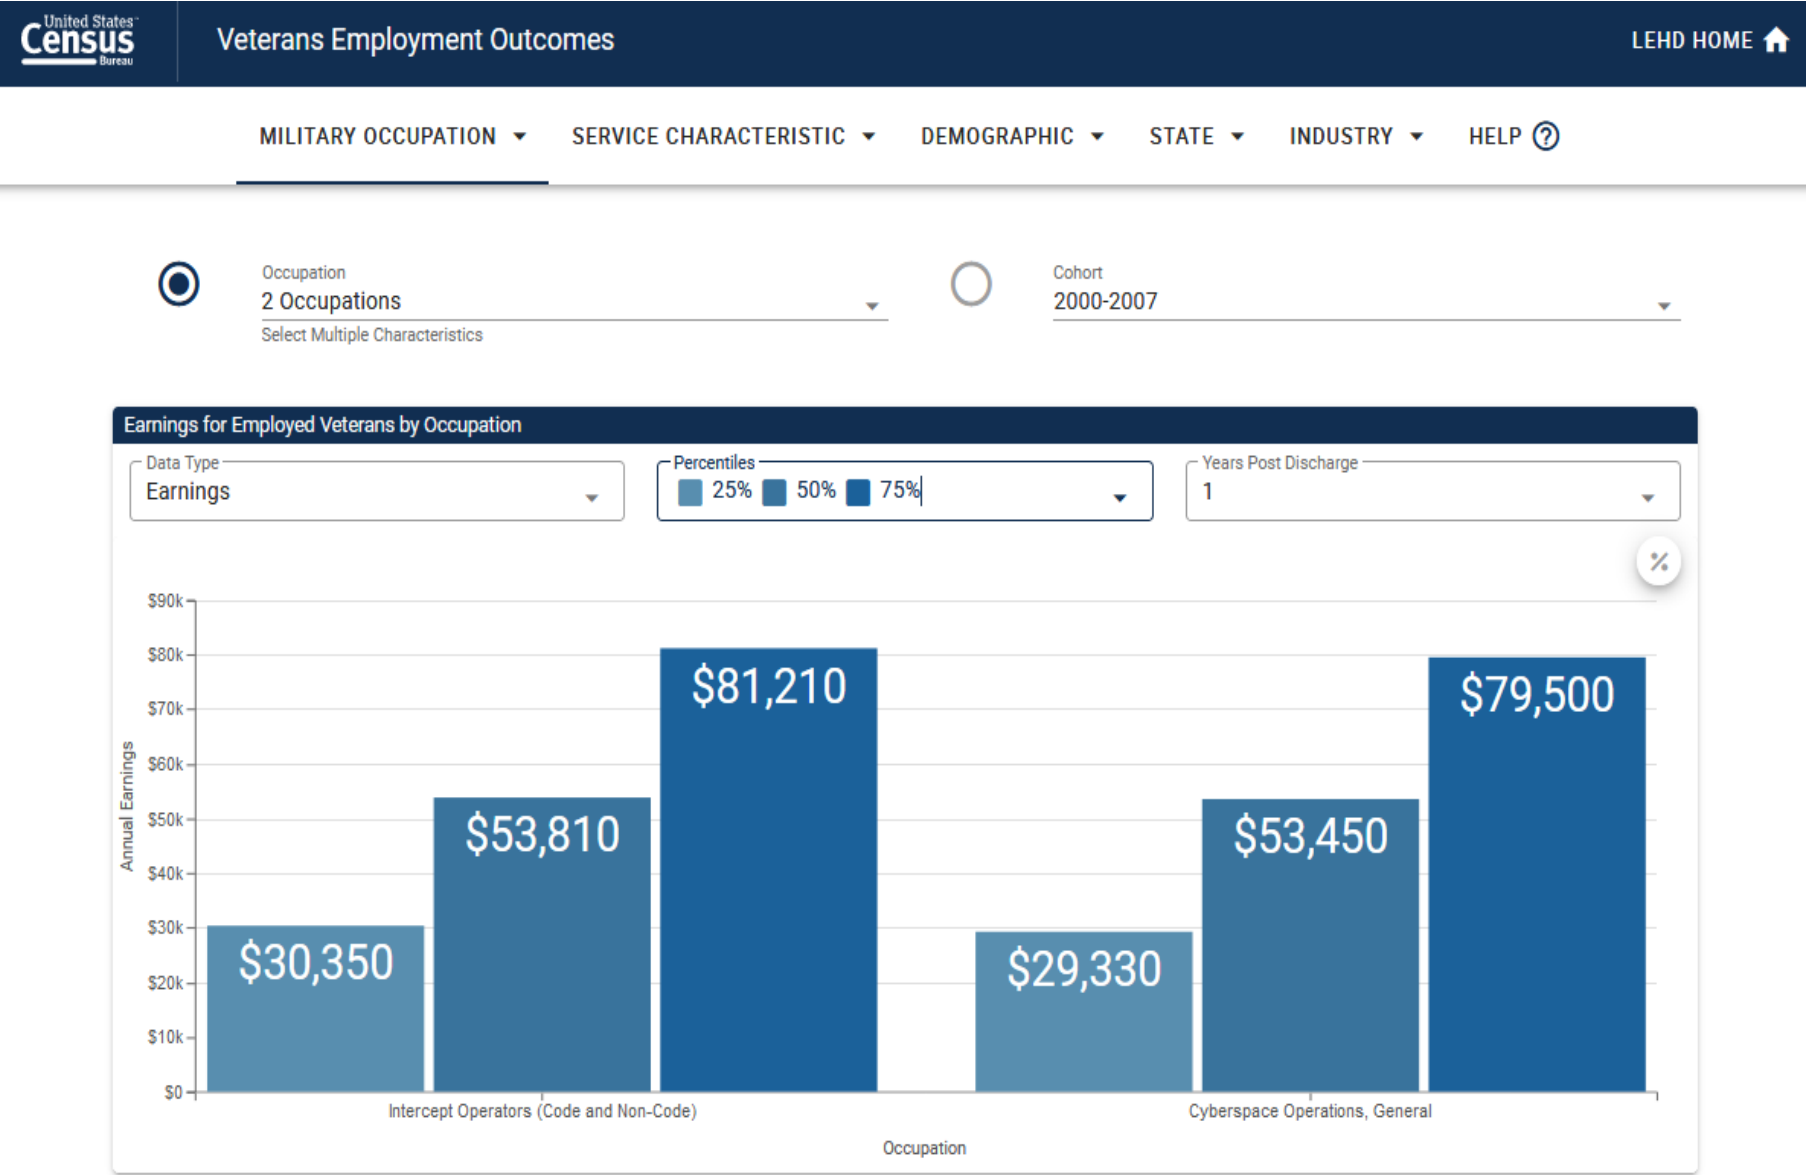 United States™
Census
Bureau
Veterans Employment Outcomes
LEHD HOME
MILITARY OCCUPATION
SERVICE CHARACTERISTIC
DEMOGRAPHIC
STATE
INDUSTRY
HELP ?
Occupation
2 Occupations
Select Multiple Characteristics
Cohort
2000-2007
Earnings for Employed Veterans by Occupation
Data Type
Earnings
Percentiles
25% 50% 75%
Years Post Discharge
1
%
Annual Earnings
$90k
$80k
$70k
$60k
$50k
$40k
$30k
$20k
$10k
$0
$30,350
$53,810
$81,210
$29,330
$53,450
$79,500
Intercept Operators (Code and Non-Code)
Cyberspace Operations, General
Occupation